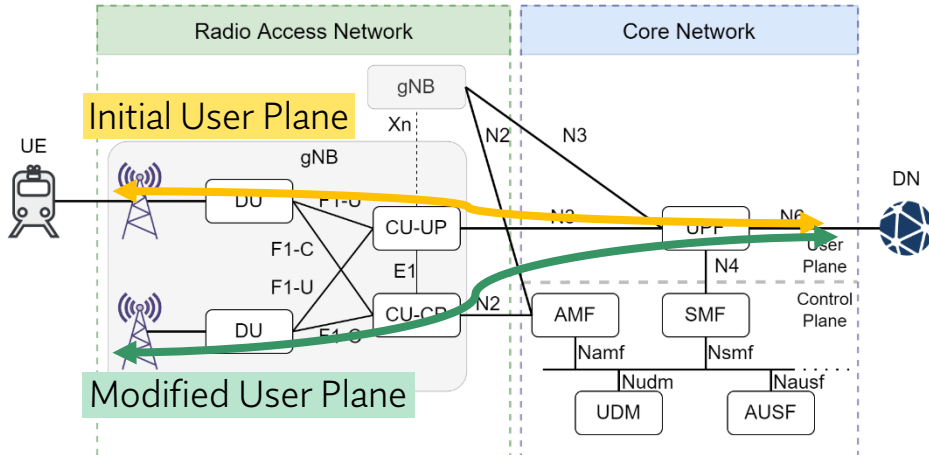 Radio Access Network
Core Network
gNB
Initial User Plane
Xn
N2
N3
UE
gNB
DN
DU
F1-U
CU-UP
N3
UPF
N6
F1-C
User
Plane
E1
N4
F1-U
Control
Plane
DU
F1-C
CU-CP
N2
AMF
SMF
Namf
Nsmf
Modified User Plane
Nudm
Nausf
UDM
AUSF